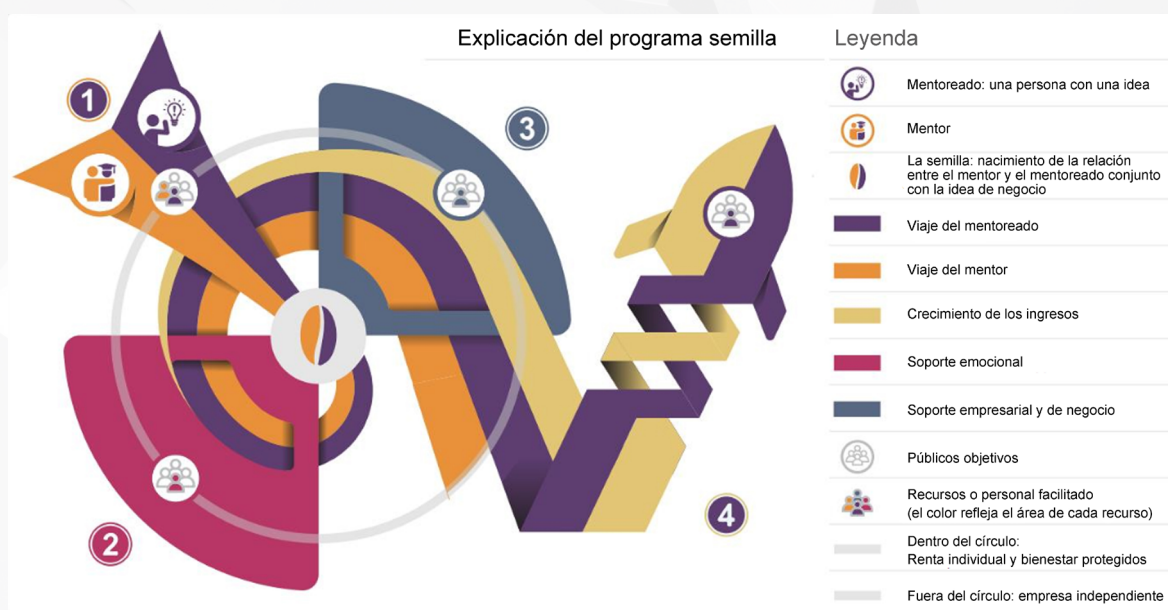 Explicación del programa semilla
Leyenda
1
2
3
4
Mentoreado: una persona con una idea
Mentor
La semilla: nacimiento de la relación
entre el mentor y el mentoreado conjunto
con la idea de negocio
Viaje del mentoreado
Viaje del mentor
Crecimiento de los ingresos
Soporte emocional
Soporte empresarial y de negocio
Públicos objetivos
Recursos o personal facilitado
(el color refleja el área de cada recurso)
Dentro del círculo:
Renta individual y bienestar protegidos
Fuera del círculo: empresa independiente